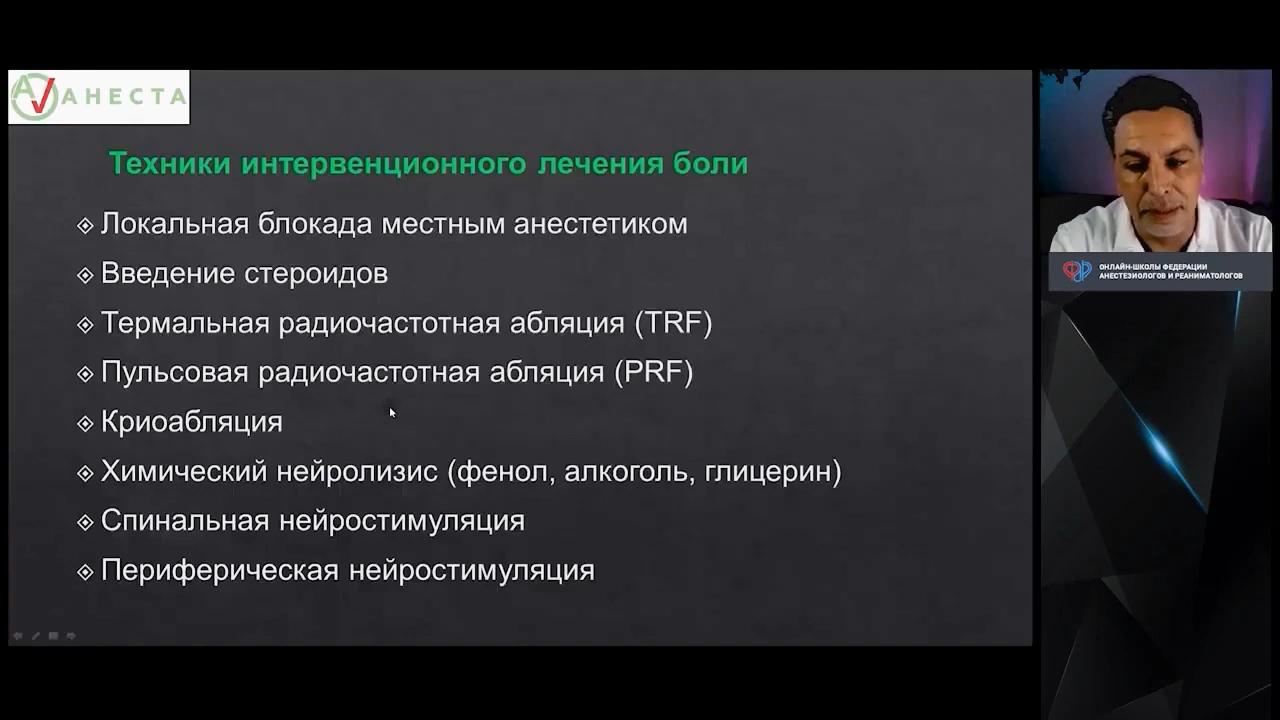 АНЕСТА
Техники интервенционного лечения боли
Локальная блокада местным анестетиком
Введение стероидов
Термальная радиочастотная абляция (TRF)
Пульсовая радиочастотная абляция (PRF)
Криоабляция
Химический нейролизис (фенол, алкоголь, глицерин)
Спинальная нейростимуляция
Периферическая нейростимуляция
ОНЛАЙН-ШКОЛЫ ФЕДЕРАЦИИ
АНЕСТЕЗИОЛОГОВ И РЕАНИМАТОЛОГОВ